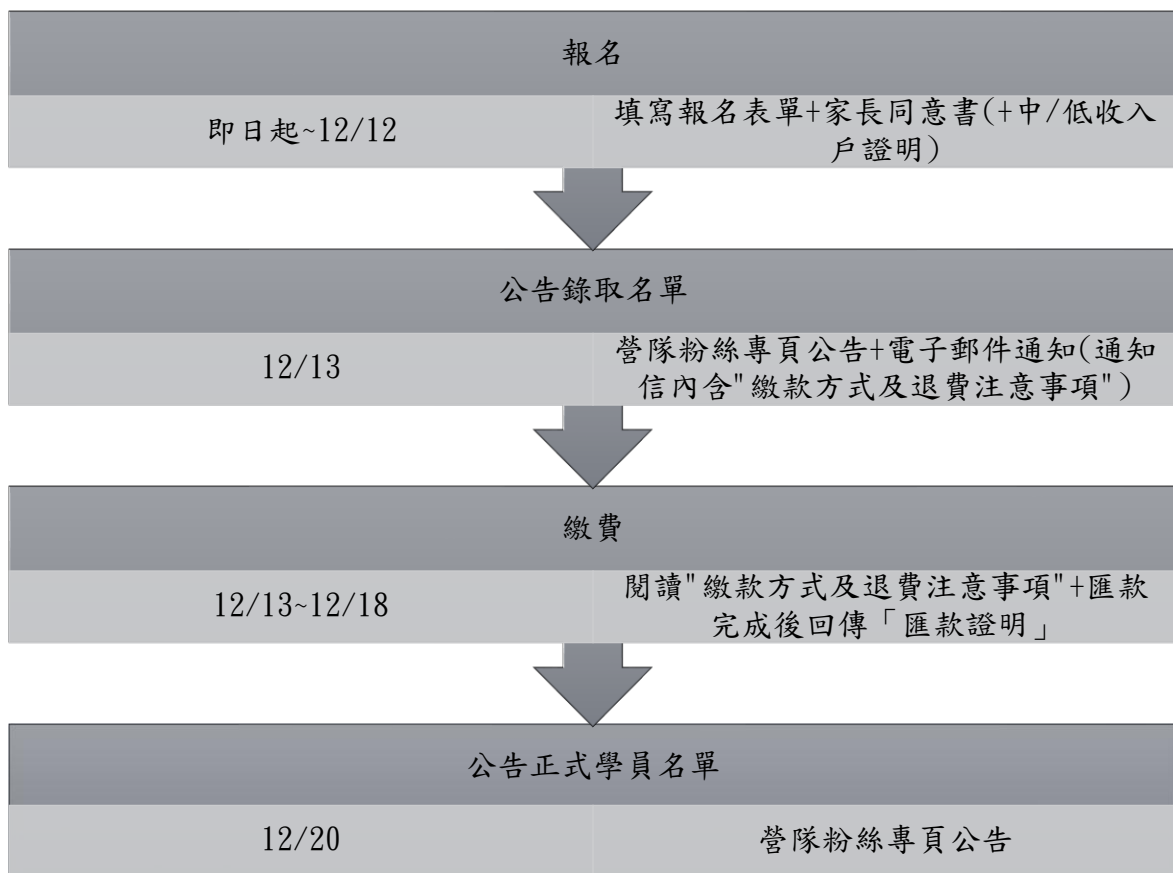 報名
即日起~12/12
填寫報名表單+家長同意書(+中/低收入
戶證明)
公告錄取名單
12/13
營隊粉絲專頁公告+電子郵件通知(通知
信內含"繳款方式及退費注意事項")
繳費
12/13~12/18
閱讀"繳款方式及退費注意事項"+匯款
完成後回傳「匯款證明」
公告正式學員名單
12/20
營隊粉絲專頁公告